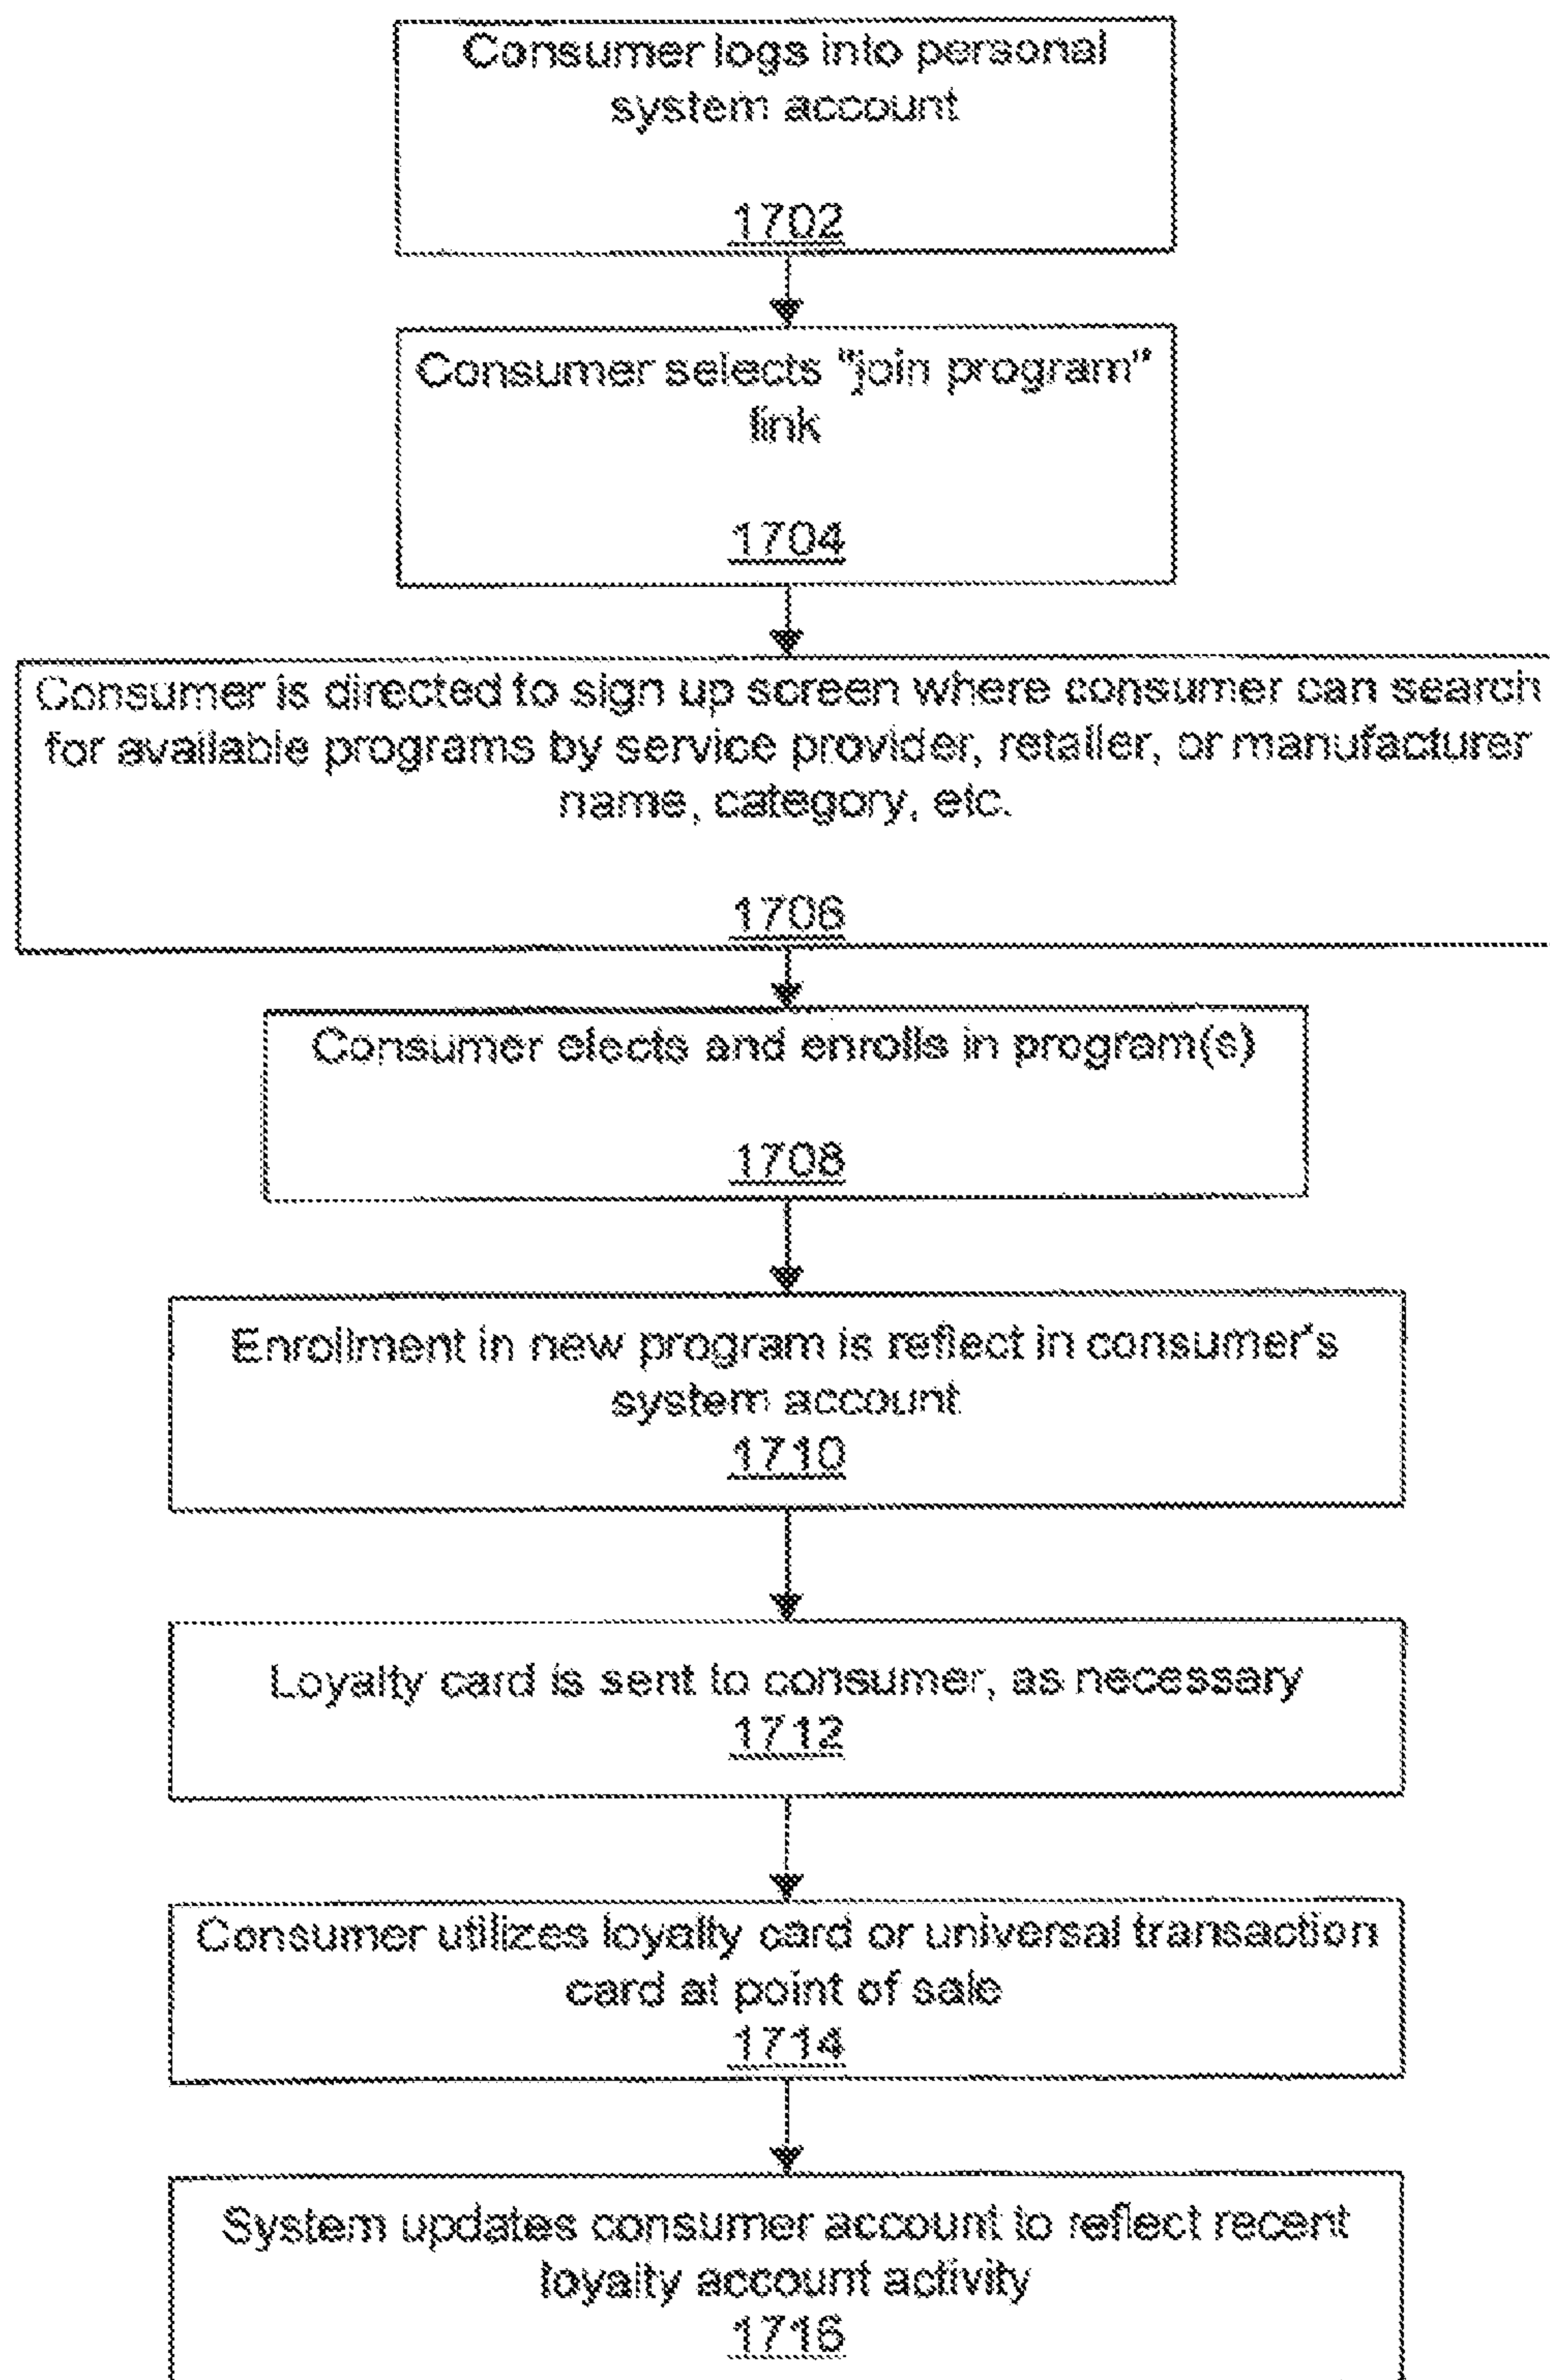 Consumer logs into personal
system account
1702
Consumer selects "join program"
link
1704
Consumer is directed to sign up screen where consumer can search
for available programs by service provider, retailer, or manufacturer
name, category, etc.
1706
Consumer elects and enrolls in program(s)
1708
Enrollment in new program is reflect in consumer's
system account
1710
Loyalty card is sent to consumer, as necessary
1712
Consumer utilizes loyalty card or universal transaction
card at point of sale
1714
System updates consumer account to reflect recent
loyalty account activity
1716